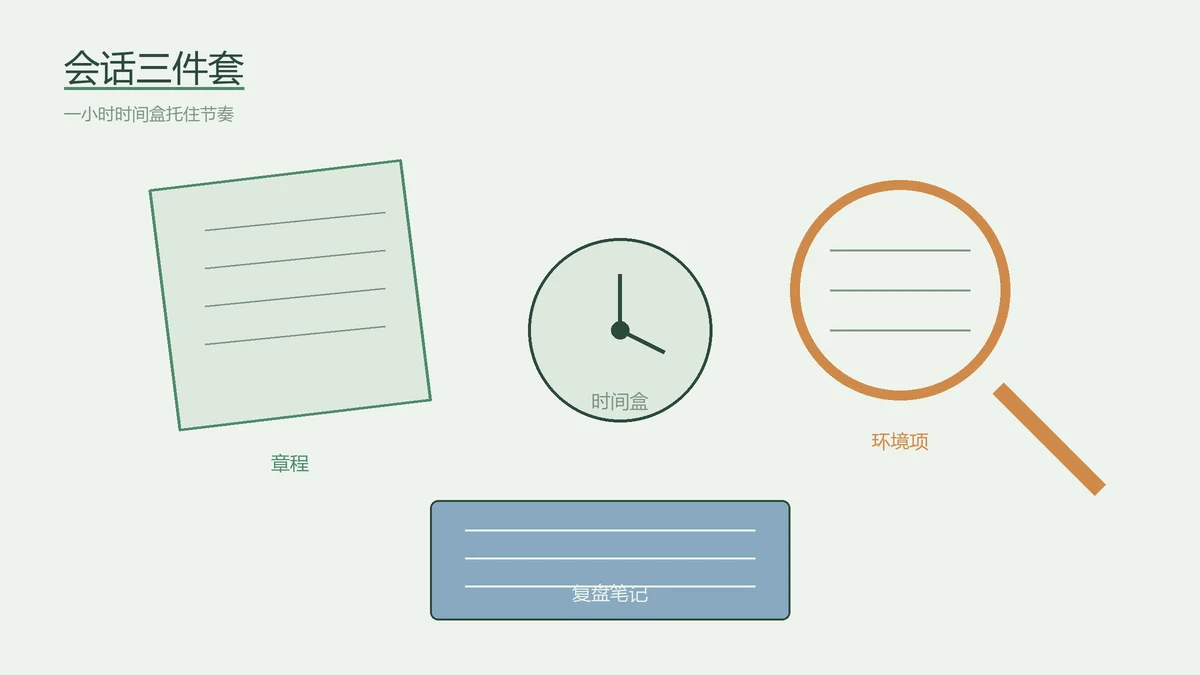 会话三件套
一小时时间盒托住节奏
时间盒
环境项
章程
复盘笔记